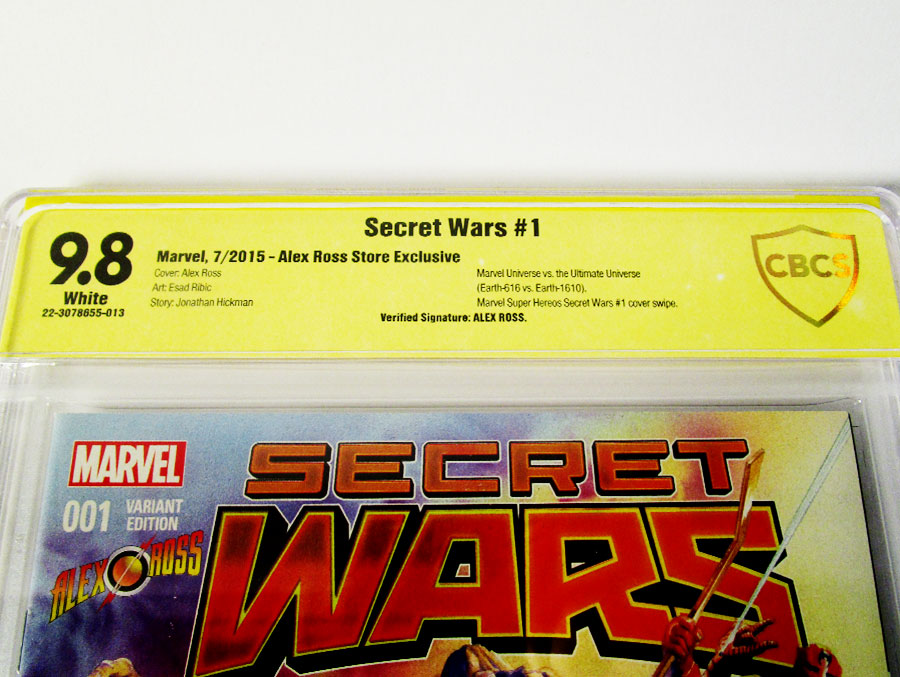 Secret Wars #1
9.8
White
22-3078655-013
Marvel, 7/2015 - Alex Ross Store Exclusive
Cover: Alex Ross
Art: Esad Ribic
Story: Jonathan Hickman
Marvel Universe vs. the Ultimate Universe
(Earth-616 vs. Earth-1610).
Marvel Super Hereos Secret Wars #1 cover swipe.
Verified Signature: ALEX ROSS.
CBCS
MARVEL
001 VARIANT
EDITION
ALEX ROSS
SECRET
WARS